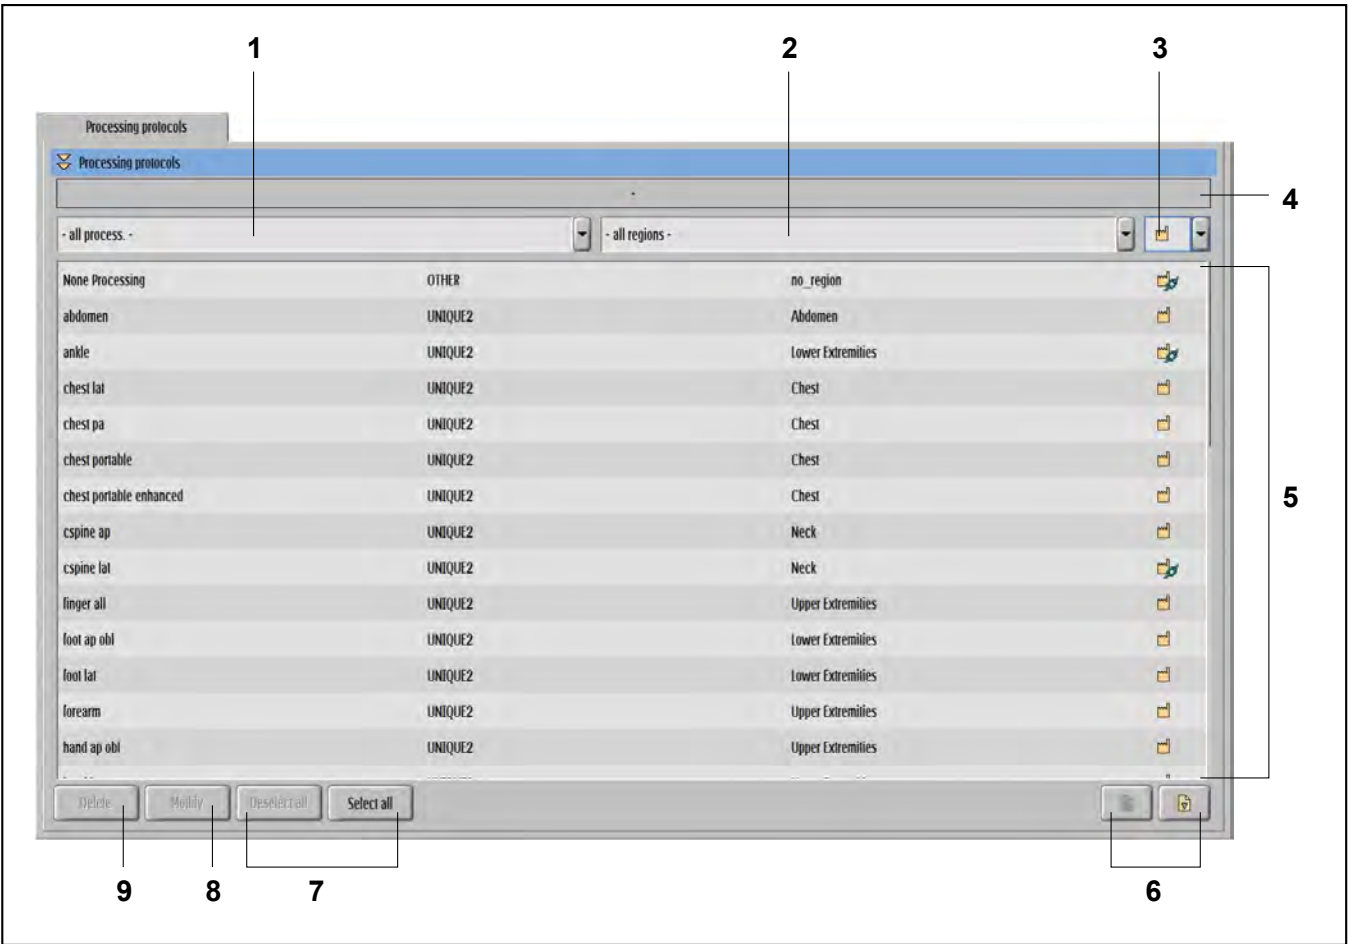 1 2 3
Processing protocols
Processing protocols
-
4
- all process. - - all regions -
None Processing OTHER no_region
abdomen UNIQUE2 Abdomen
ankle UNIQUE2 Lower Extremities
chest lat UNIQUE2 Chest
chest pa UNIQUE2 Chest
chest portable UNIQUE2 Chest
chest portable enhanced UNIQUE2 Chest
5
cspine ap UNIQUE2 Neck
cspine lat UNIQUE2 Neck
finger all UNIQUE2 Upper Extremities
foot ap obl UNIQUE2 Lower Extremities
foot lat UNIQUE2 Lower Extremities
forearm UNIQUE2 Upper Extremities
hand ap obl UNIQUE2 Upper Extremities
Delete Modify Deselect all Select all
9 8 7 6